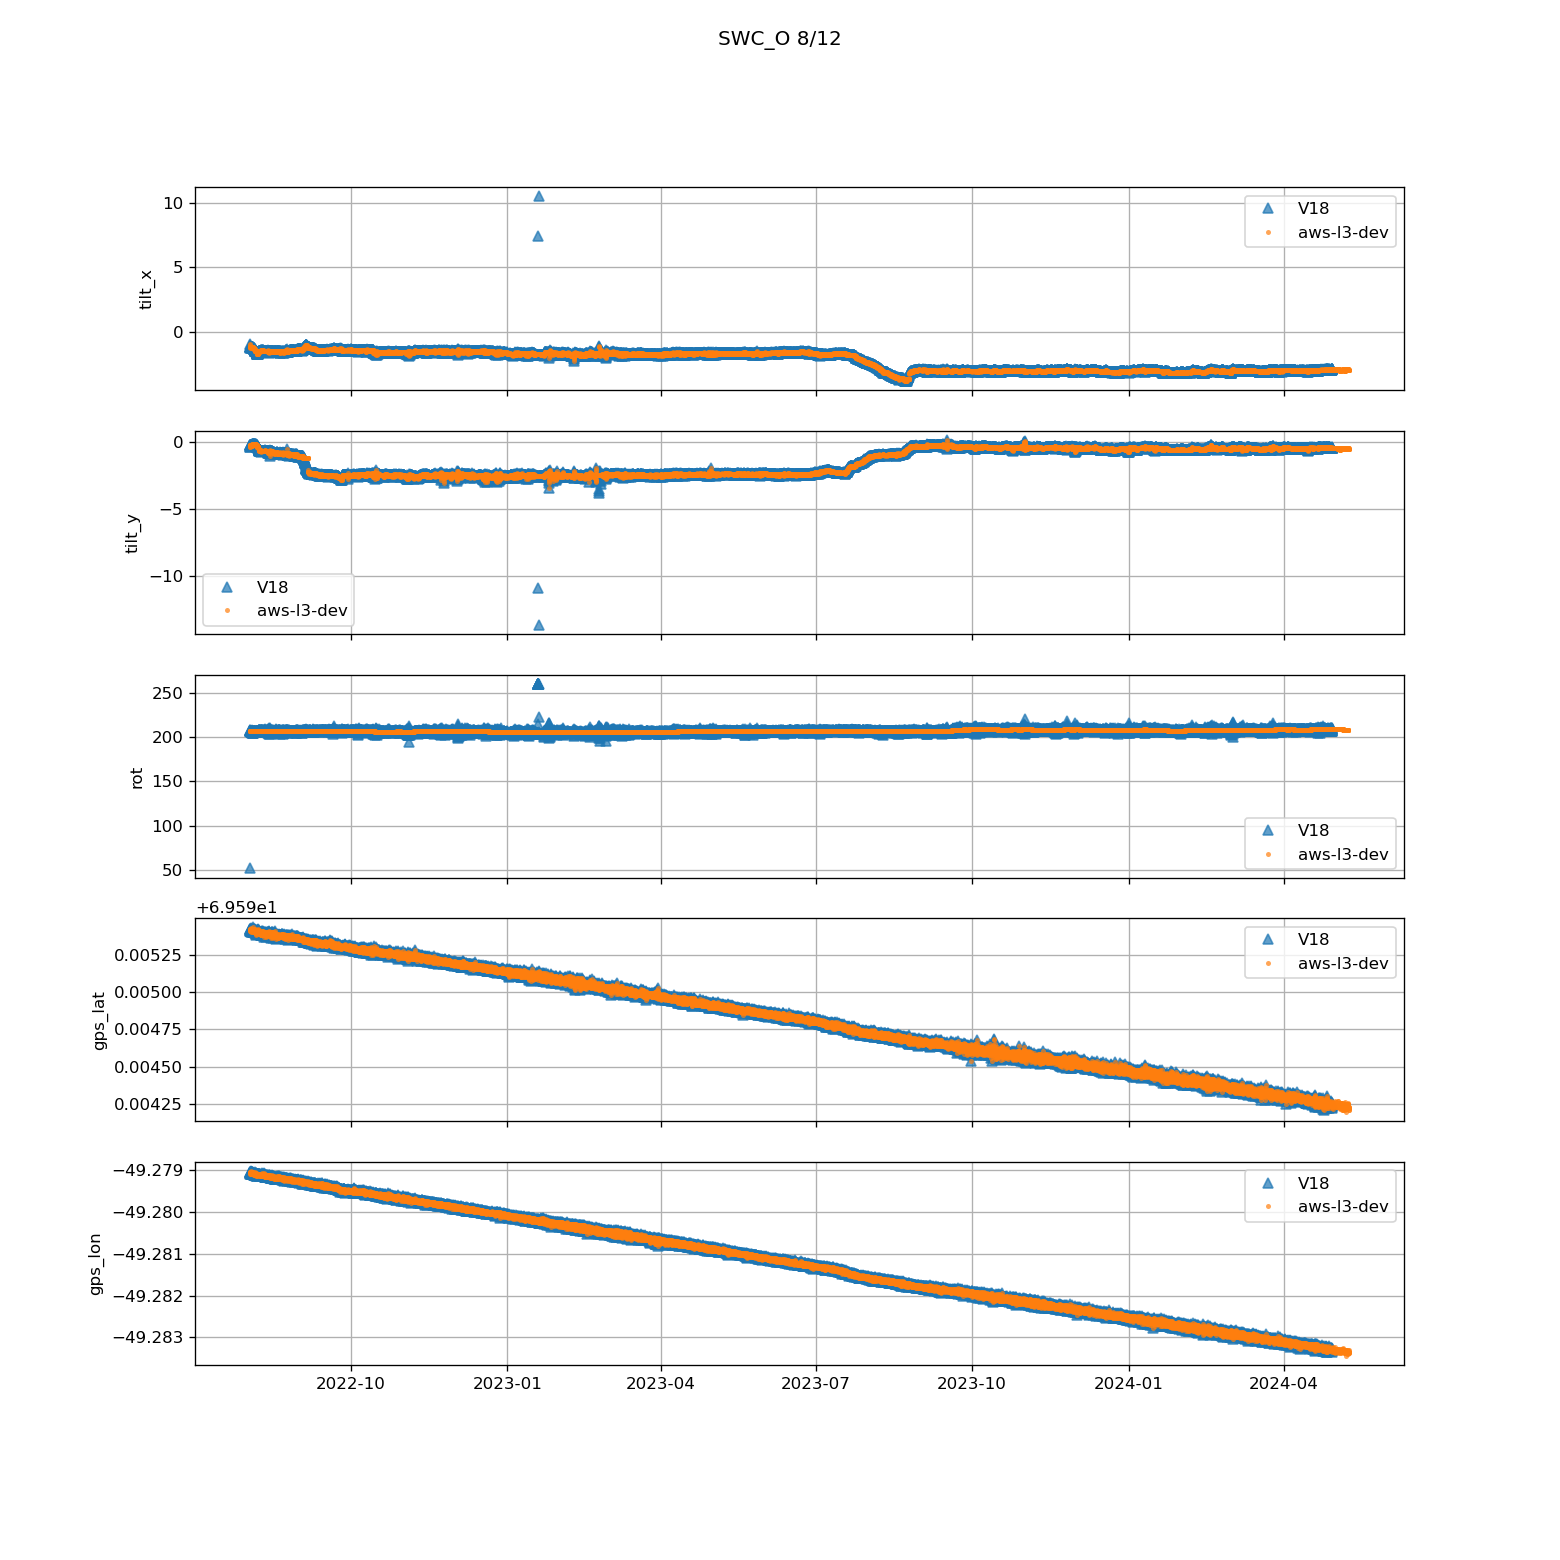 SWC_O 8/12
10
5
0
tilt_x
V18
aws-l3-dev
0
−5
−10
tilt_y
V18
aws-l3-dev
250
200
150
100
50
rot
V18
aws-l3-dev
+6.959e1
0.00525
0.00500
0.00475
0.00450
0.00425
gps_lat
V18
aws-l3-dev
−49.279
−49.280
−49.281
−49.282
−49.283
gps_lon
V18
aws-l3-dev
2022-10 2023-01 2023-04 2023-07 2023-10 2024-01 2024-04